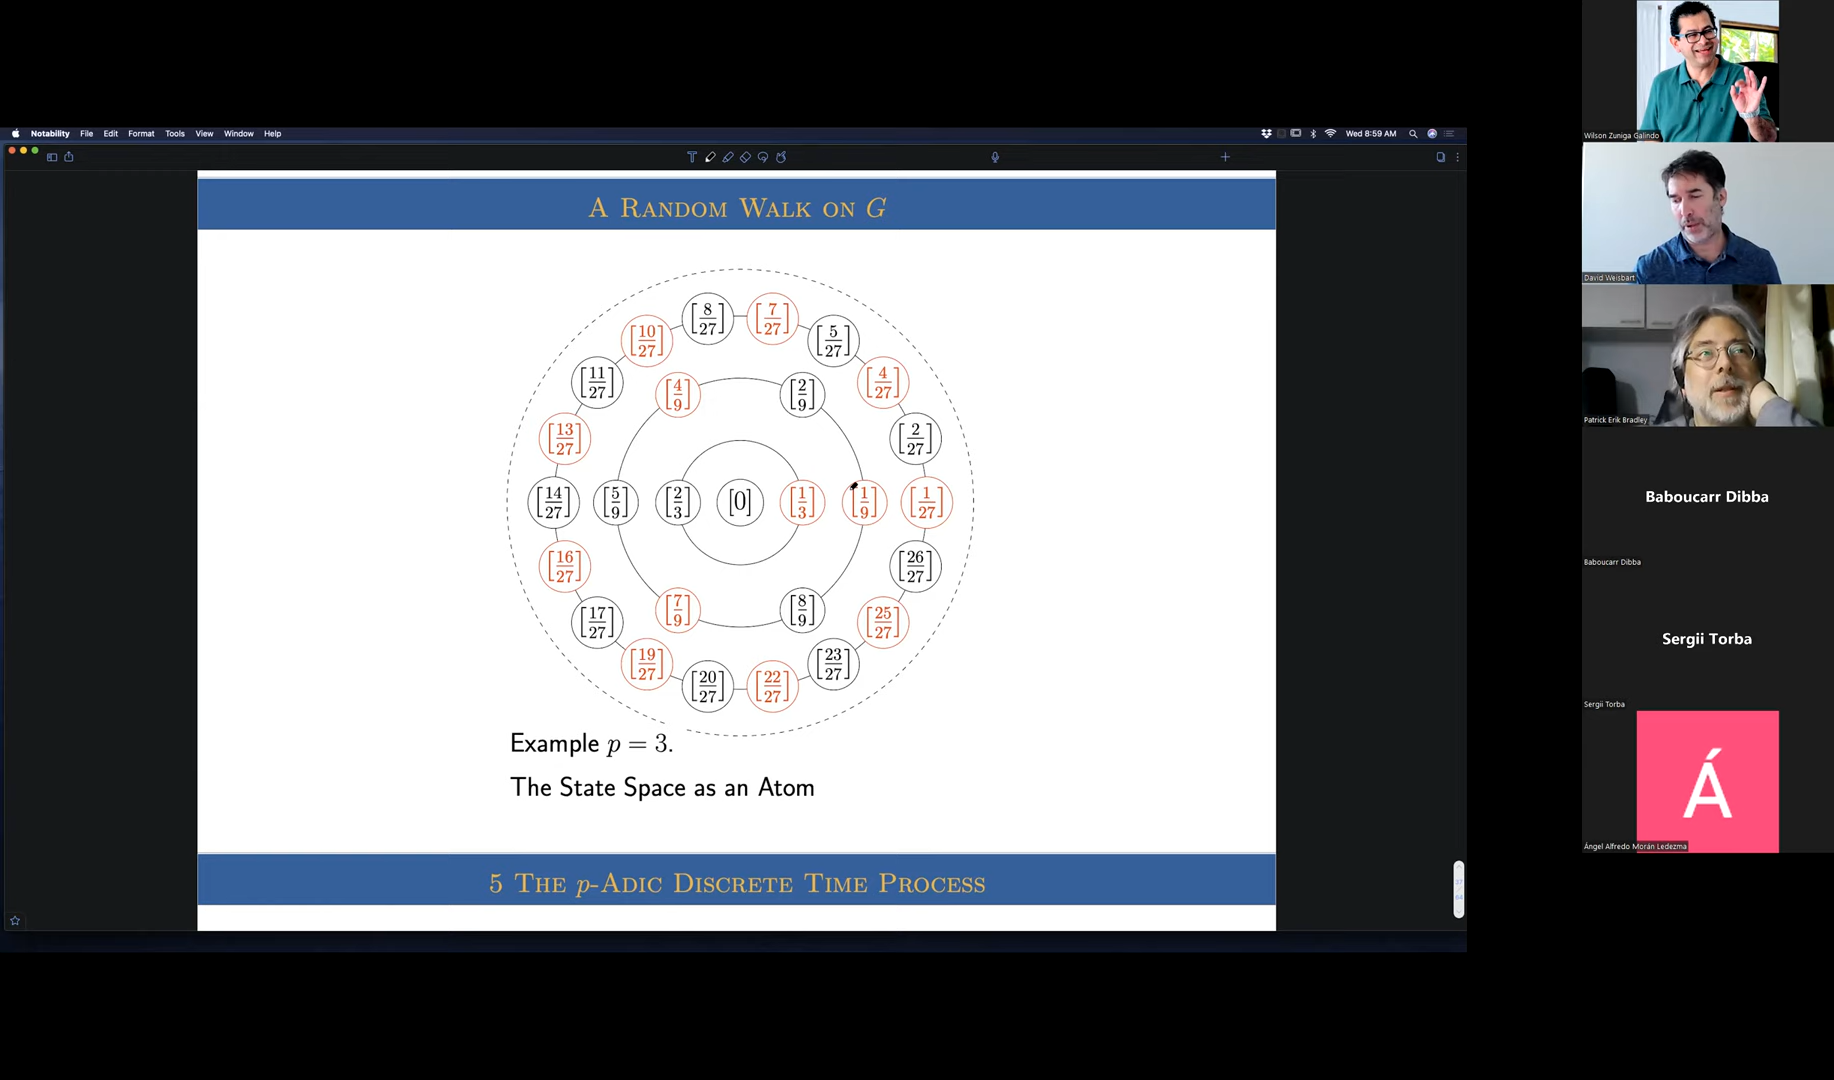 Notability File Edit Format Tools View Window Help
Wed 8:59 AM
A RANDOM WALK ON G
[8/27] [7/27]
[10/27] [5/27]
[11/27] [4/9] [2/9] [4/27]
[13/27] [2/27]
[14/27] [5/9] [2/3] [0] [1/3] [1/9] [1/27]
[16/27] [26/27]
[17/27] [7/9] [8/9] [25/27]
[19/27] [23/27]
[20/27] [22/27]
Example p = 3.
The State Space as an Atom
5 THE p-ADIC DISCRETE TIME PROCESS
Wilson Zuniga Galindo
David Weisbart
Patrick Erik Bradley
Baboucarr Dibba
Baboucarr Dibba
Sergii Torba
Sergii Torba
Á
Ángel Alfredo Morán Ledezma